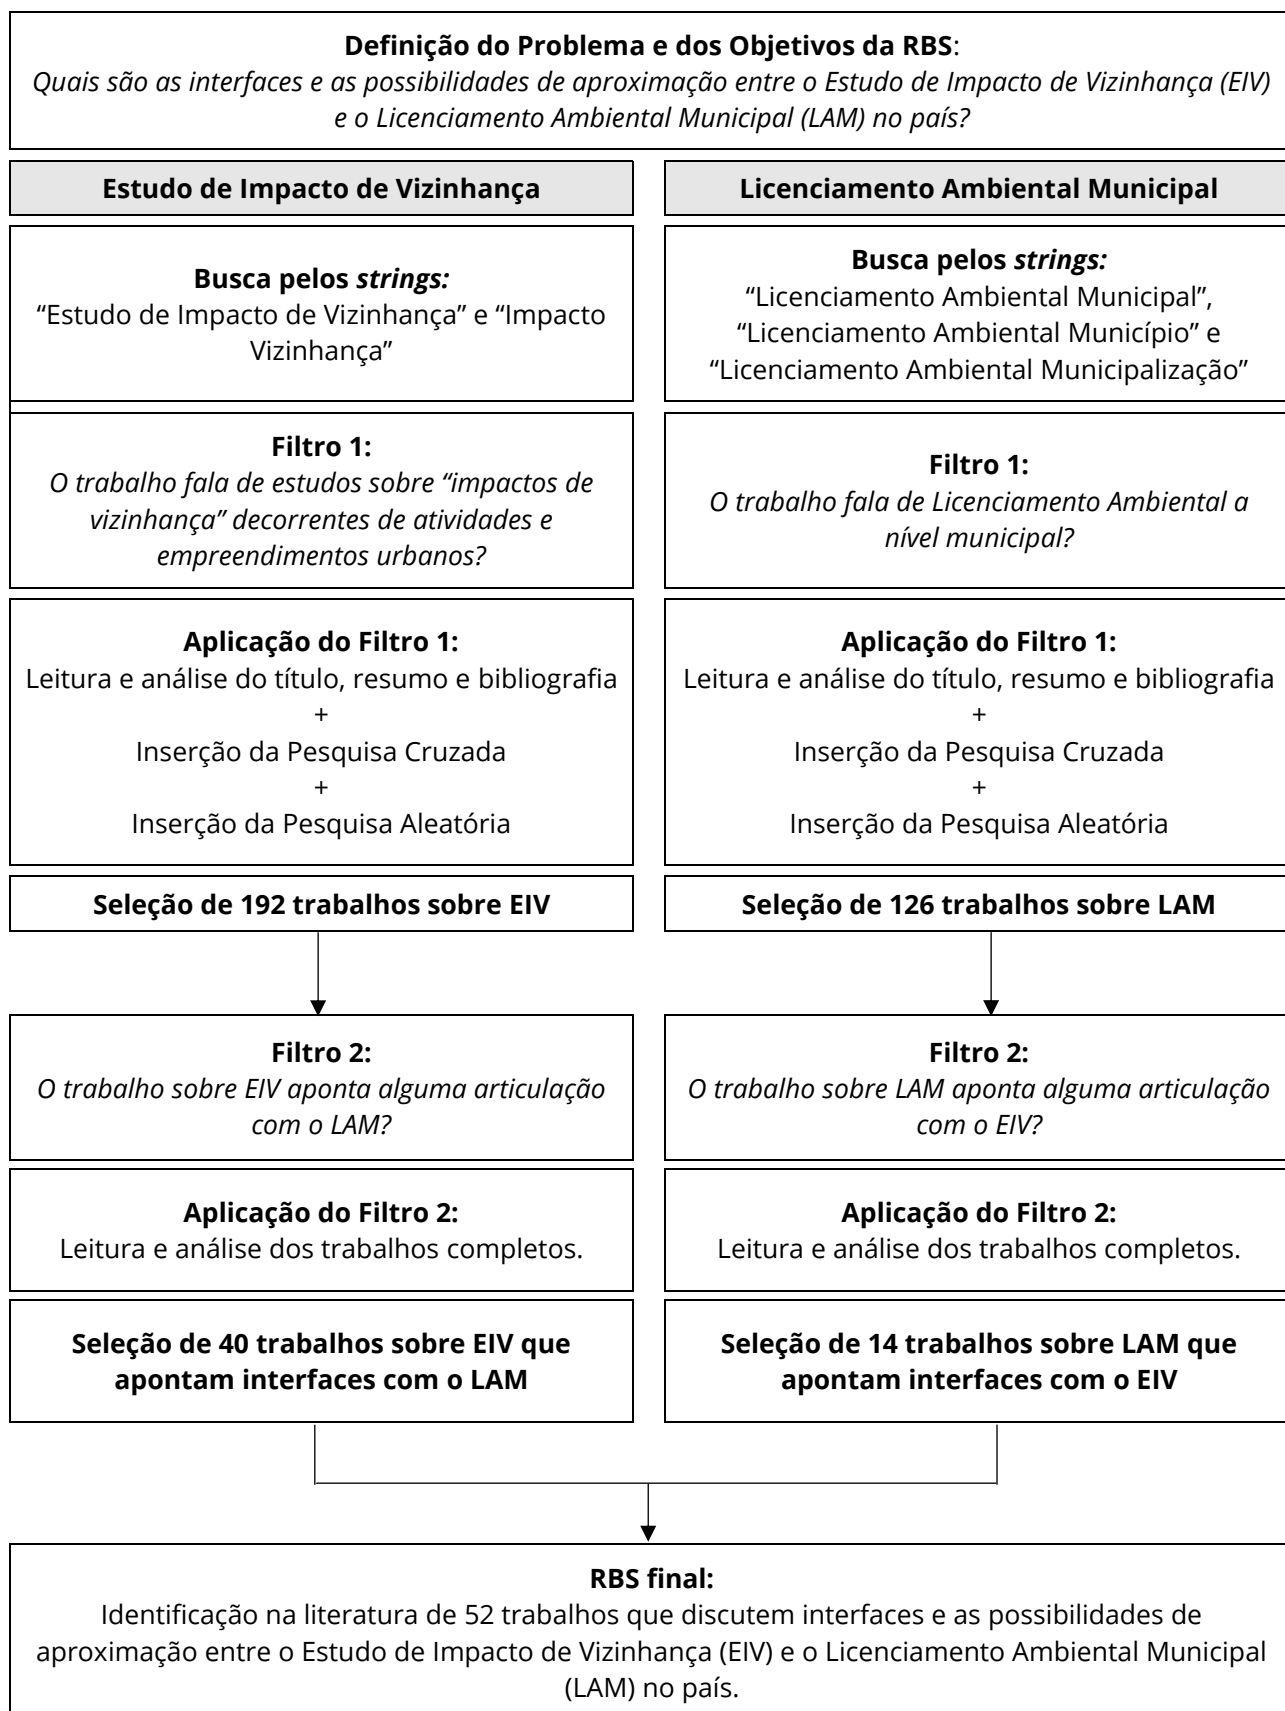 Definição do Problema e dos Objetivos da RBS:
Quais são as interfaces e as possibilidades de aproximação entre o Estudo de Impacto de Vizinhança (EIV)
e o Licenciamento Ambiental Municipal (LAM) no país?
Estudo de Impacto de Vizinhança
Busca pelos strings:
“Estudo de Impacto de Vizinhança” e “Impacto
Vizinhança”
Filtro 1:
O trabalho fala de estudos sobre “impactos de
vizinhança” decorrentes de atividades e
empreendimentos urbanos?
Aplicação do Filtro 1:
Leitura e análise do título, resumo e bibliografia
+
Inserção da Pesquisa Cruzada
+
Inserção da Pesquisa Aleatória
Seleção de 192 trabalhos sobre EIV
Filtro 2:
O trabalho sobre EIV aponta alguma articulação
com o LAM?
Aplicação do Filtro 2:
Leitura e análise dos trabalhos completos.
Seleção de 40 trabalhos sobre EIV que
apontam interfaces com o LAM
Licenciamento Ambiental Municipal
Busca pelos strings:
“Licenciamento Ambiental Municipal”,
“Licenciamento Ambiental Município” e
“Licenciamento Ambiental Municipalização”
Filtro 1:
O trabalho fala de Licenciamento Ambiental a
nível municipal?
Aplicação do Filtro 1:
Leitura e análise do título, resumo e bibliografia
+
Inserção da Pesquisa Cruzada
+
Inserção da Pesquisa Aleatória
Seleção de 126 trabalhos sobre LAM
Filtro 2:
O trabalho sobre LAM aponta alguma articulação
com o EIV?
Aplicação do Filtro 2:
Leitura e análise dos trabalhos completos.
Seleção de 14 trabalhos sobre LAM que
apontam interfaces com o EIV
RBS final:
Identificação na literatura de 52 trabalhos que discutem interfaces e as possibilidades de
aproximação entre o Estudo de Impacto de Vizinhança (EIV) e o Licenciamento Ambiental Municipal
(LAM) no país.